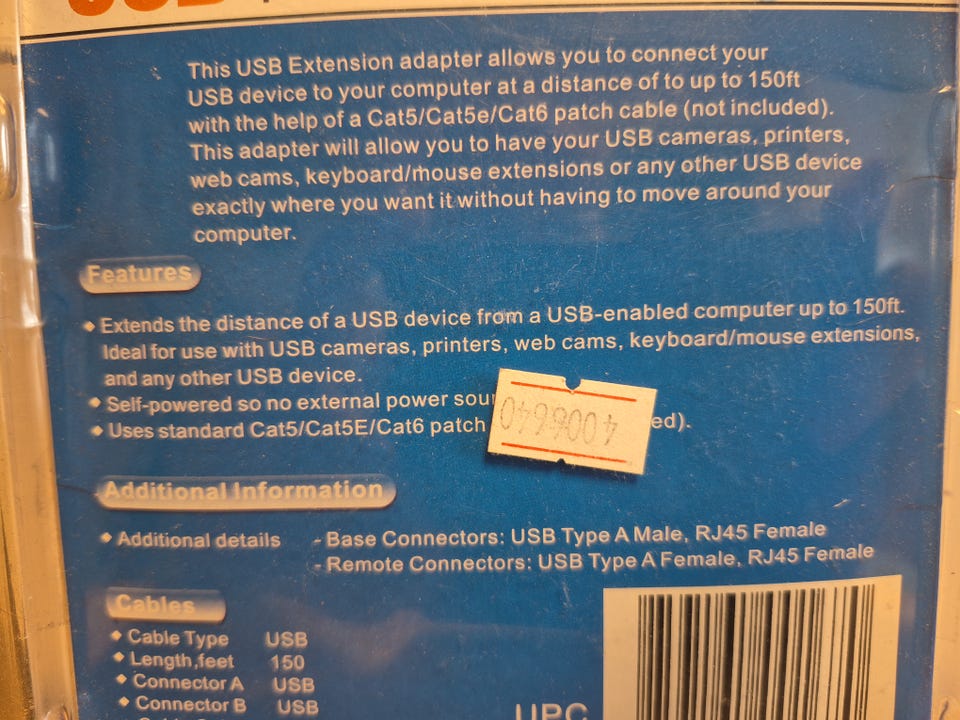 USB
This USB Extension adapter allows you to connect your
USB device to your computer at a distance of to up to 150ft
with the help of a Cat5/Cat5e/Cat6 patch cable (not included).
This adapter will allow you to have your USB cameras, printers,
web cams, keyboard/mouse extensions or any other USB device
exactly where you want it without having to move around your
computer.
Features
Extends the distance of a USB device from a USB-enabled computer up to 150ft.
Ideal for use with USB cameras, printers, web cams, keyboard/mouse extensions,
and any other USB device.
Self-powered so no external power
Uses standard Cat5/Cat5E/Cat6 patch
4006640
Additional Information
Additional details - Base Connectors: USB Type A Male, RJ45 Female
- Remote Connectors: USB Type A Female, RJ45 Female
Cables
Cable Type USB
Length,feet 150
Connector A USB
Connector B USB
UPC